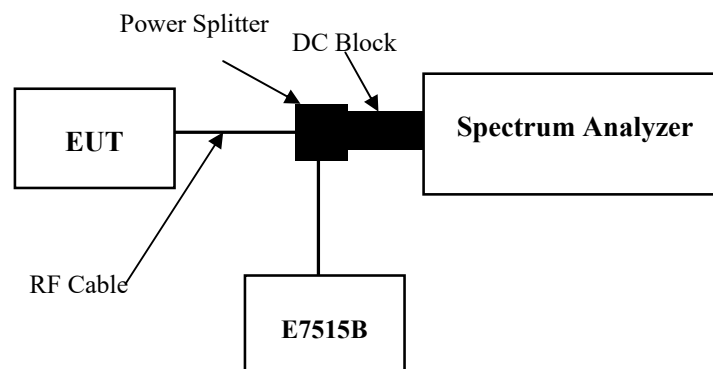 Power Splitter
DC Block
EUT
Spectrum Analyzer
RF Cable
E7515B